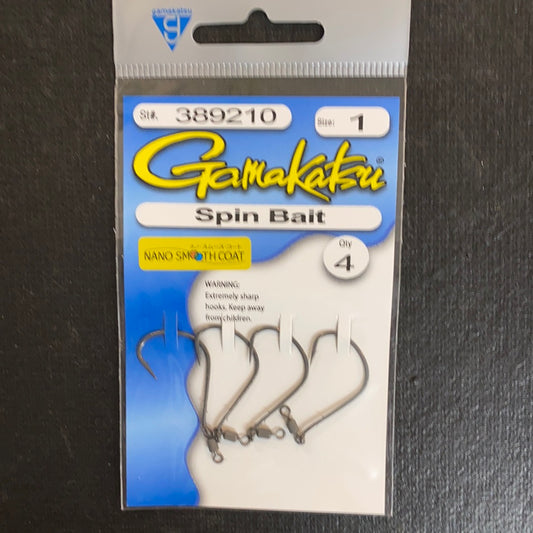 gamakatsu
St#. 389210
Size: 1
Gamakatsu®
Spin Bait
NANO SMOOTH COAT
Qty
4
WARNING:
Extremely sharp
hooks. Keep away
from children.